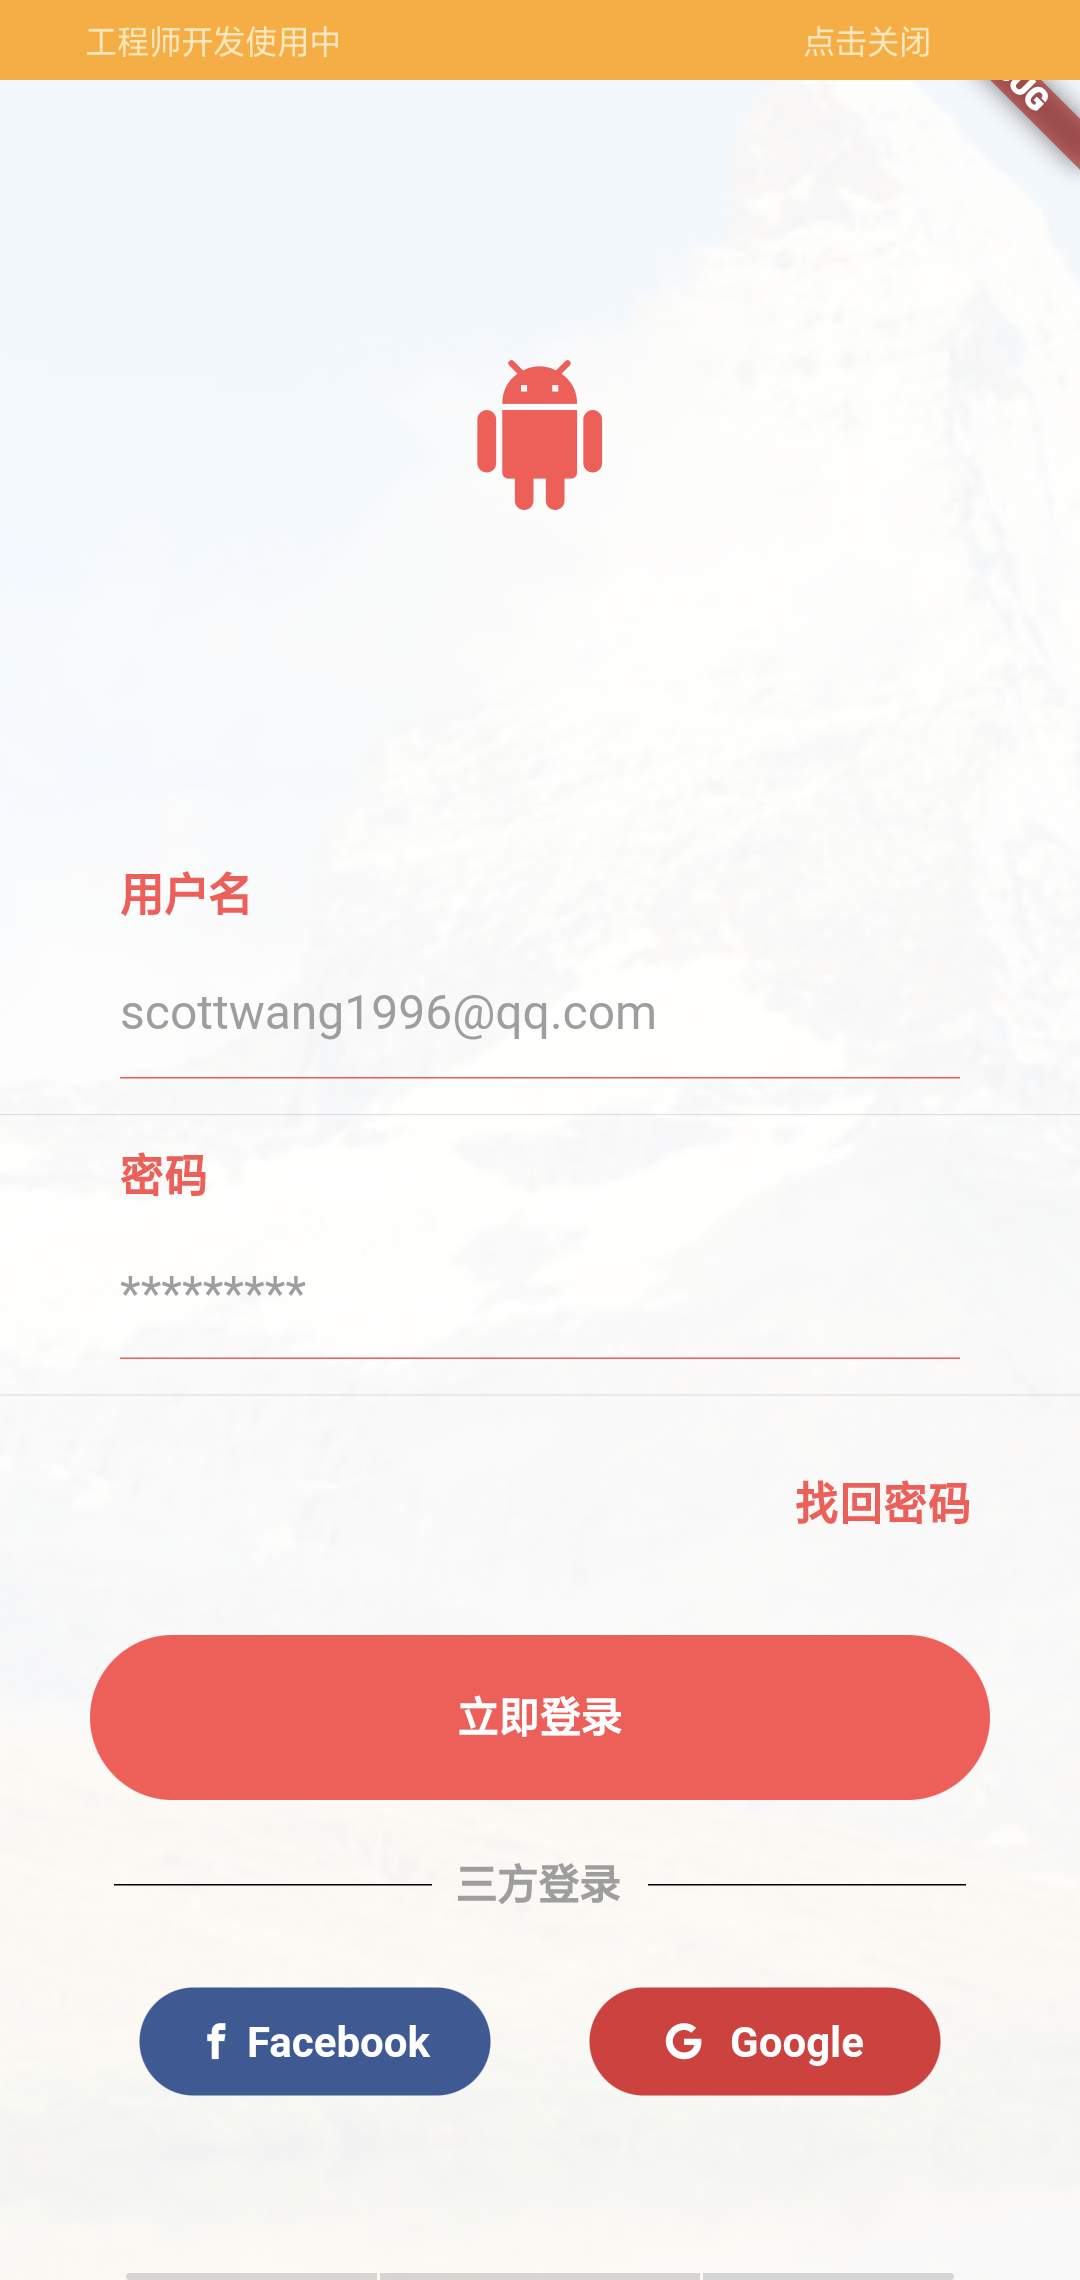 工程师开发使用中 点击关闭
用户名
scottwang1996@qq.com
密码
*********
找回密码
立即登录
三方登录
Facebook Google